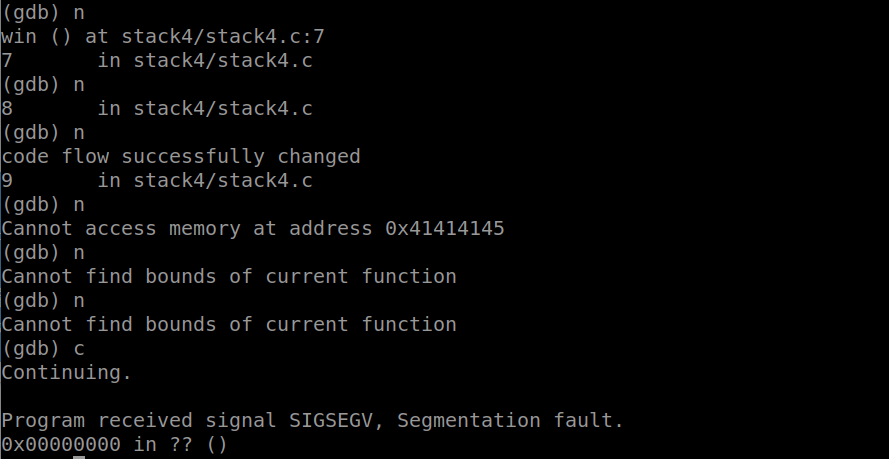 (gdb) n
win () at stack4/stack4.c:7
7       in stack4/stack4.c
(gdb) n
8       in stack4/stack4.c
(gdb) n
code flow successfully changed
9       in stack4/stack4.c
(gdb) n
Cannot access memory at address 0x41414145
(gdb) n
Cannot find bounds of current function
(gdb) n
Cannot find bounds of current function
(gdb) c
Continuing.

Program received signal SIGSEGV, Segmentation fault.
0x00000000 in ?? ()